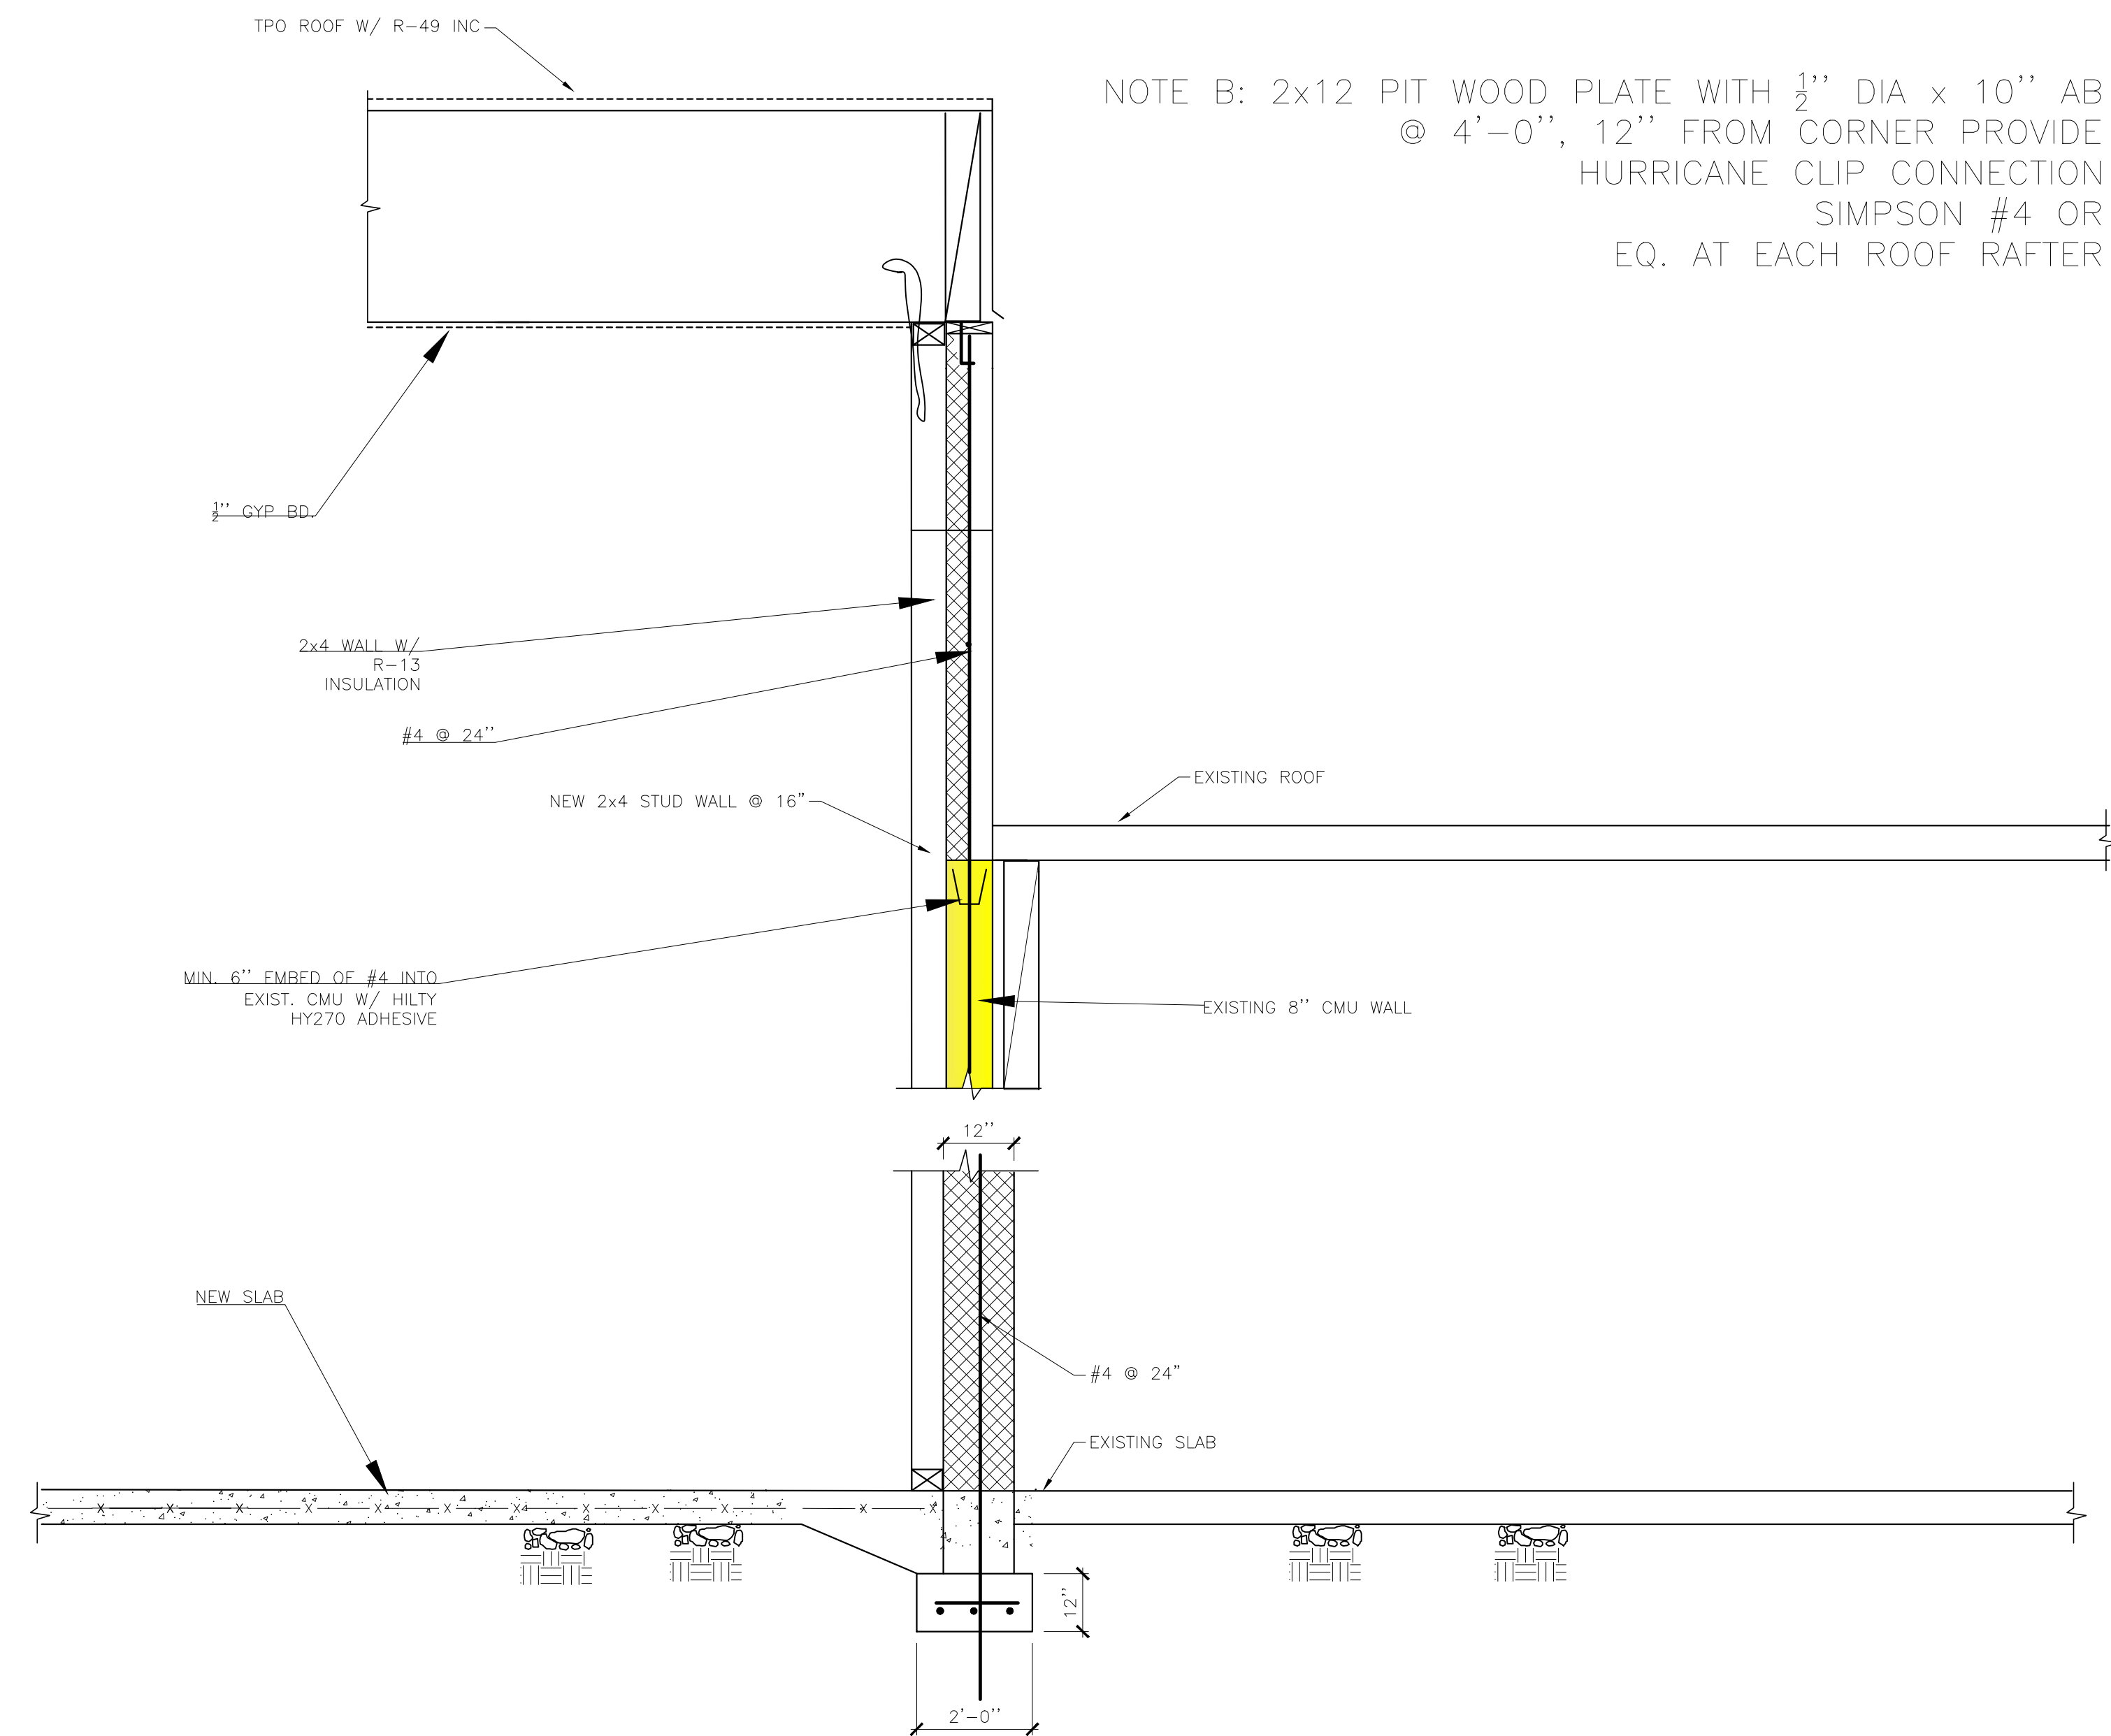 TPO ROOF W/ R-49 INC
NOTE B: 2x12 PIT WOOD PLATE WITH 1/2'' DIA x 10'' AB
@ 4'-0'', 12'' FROM CORNER PROVIDE
HURRICANE CLIP CONNECTION
SIMPSON #4 OR
EQ. AT EACH ROOF RAFTER
1/2'' GYP BD.
2x4 WALL W/
R-13
INSULATION
#4 @ 24''
NEW 2x4 STUD WALL @ 16"
EXISTING ROOF
MIN. 6'' EMBED OF #4 INTO
EXIST. CMU W/ HILTY
HY270 ADHESIVE
EXISTING 8'' CMU WALL
12''
NEW SLAB
#4 @ 24"
EXISTING SLAB
12''
2'-0''